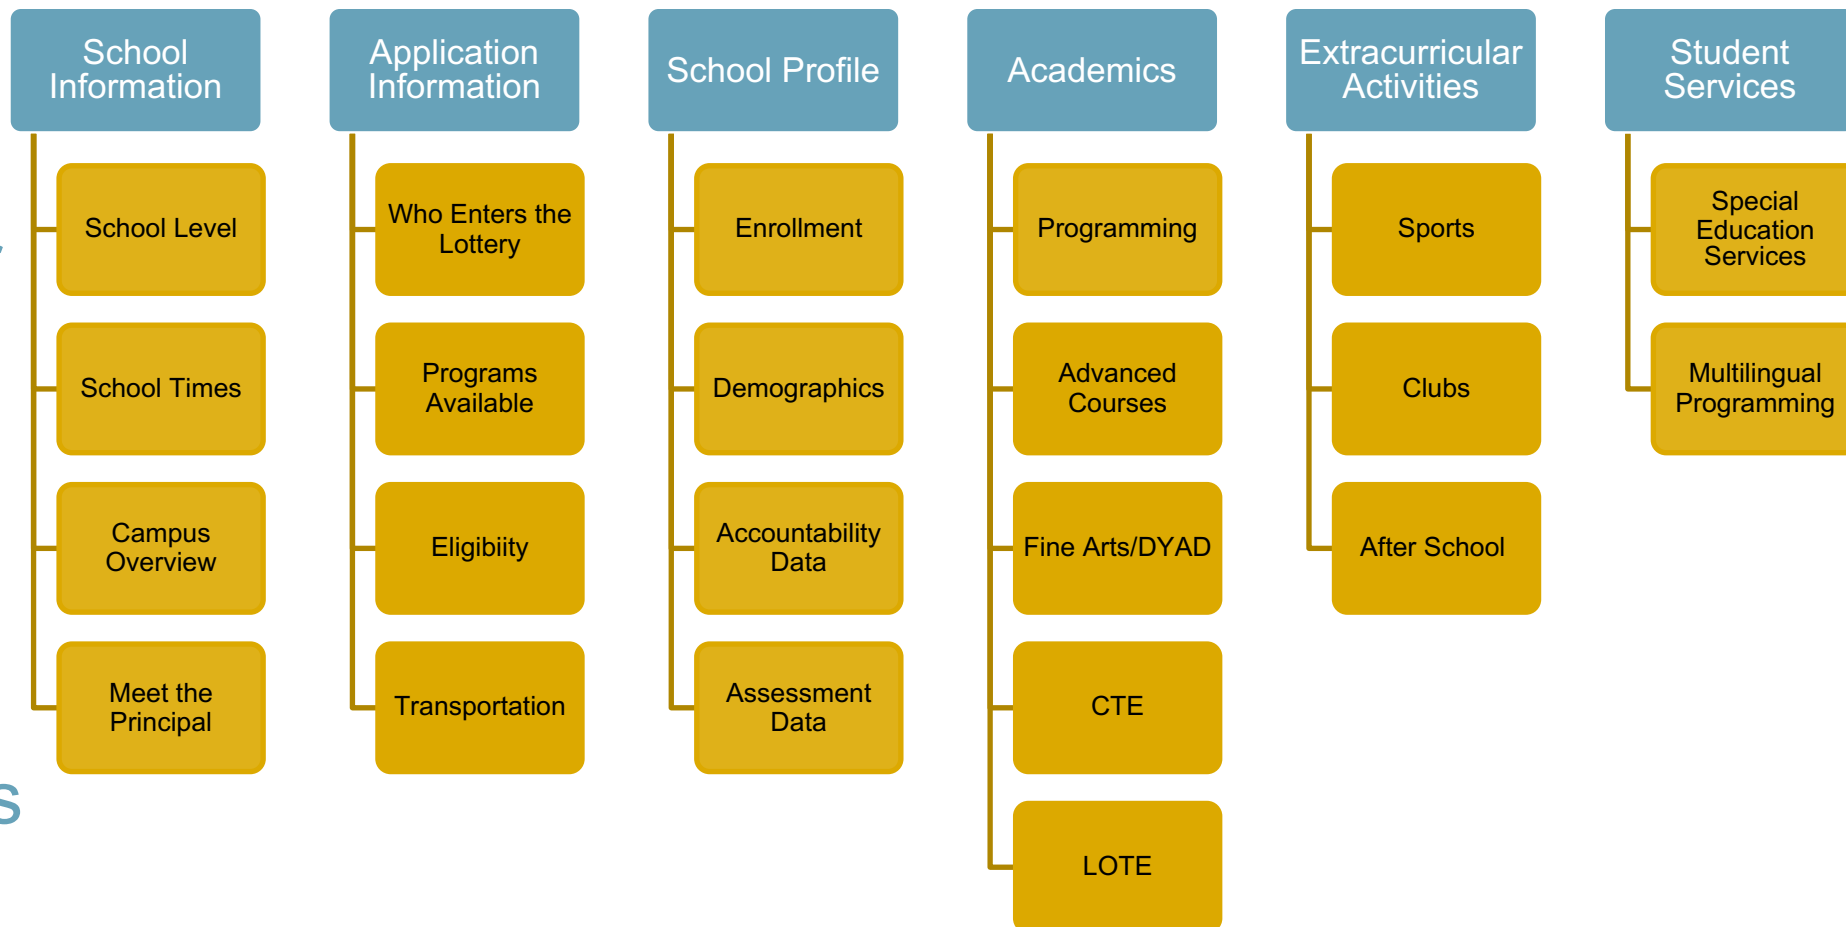 School
Information
School Level
School Times
Campus
Overview
Meet the
Principal
Application
Information
Who Enters the
Lottery
Programs
Available
Eligibiity
Transportation
School Profile
Enrollment
Demographics
Accountability
Data
Assessment
Data
Academics
Programming
Advanced
Courses
Fine Arts/DYAD
CTE
LOTE
Extracurricular
Activities
Sports
Clubs
After School
Student
Services
Special
Education
Services
Multilingual
Programming
s